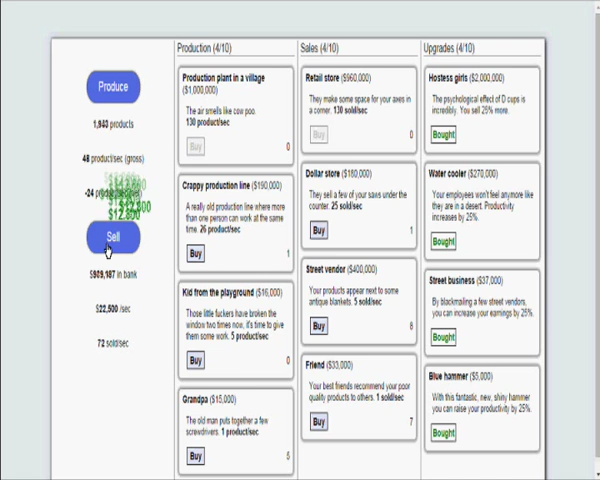 Produce
1,940 products
48 product/sec (gross)
$12,800
$12,800
Sell
$909,187 in bank
$22,500 /sec
72 sold/sec
Production (4/10)
Production plant in a village
($1,000,000)
The air smells like cow poo.
130 product/sec
Buy
0
Crappy production line ($190,000)
A really old production line where more
than one person can work at the same
time. 26 product/sec
Buy
1
Kid from the playground ($16,000)
Those little fuckers have broken the
window two times now, it's time to give
them some work. 5 product/sec
Buy
0
Grandpa ($15,000)
The old man puts together a few
screwdrivers. 1 product/sec
Buy
5
Sales (4/10)
Retail store ($960,000)
They make some space for your axes in
a corner. 130 sold/sec
Buy
0
Dollar store ($180,000)
They sell a few of your saws under the
counter. 25 sold/sec
Buy
1
Street vendor ($400,000)
Your products appear next to some
antique blankets. 5 sold/sec
Buy
8
Friend ($33,000)
Your best friends recommend your poor
quality products to others. 1 sold/sec
Buy
7
Upgrades (4/10)
Hostess girls ($2,000,000)
The psychological effect of D cups is
incredibly. You sell 25% more.
Bought
Water cooler ($270,000)
Your employees won't feel anymore like
they are in a desert. Productivity
increases by 25%.
Bought
Street business ($37,000)
By blackmailing a few street vendors,
you can increase your earnings by 25%.
Bought
Blue hammer ($5,000)
With this fantastic, new, shiny hammer
you can raise your productivity by 25%.
Bought